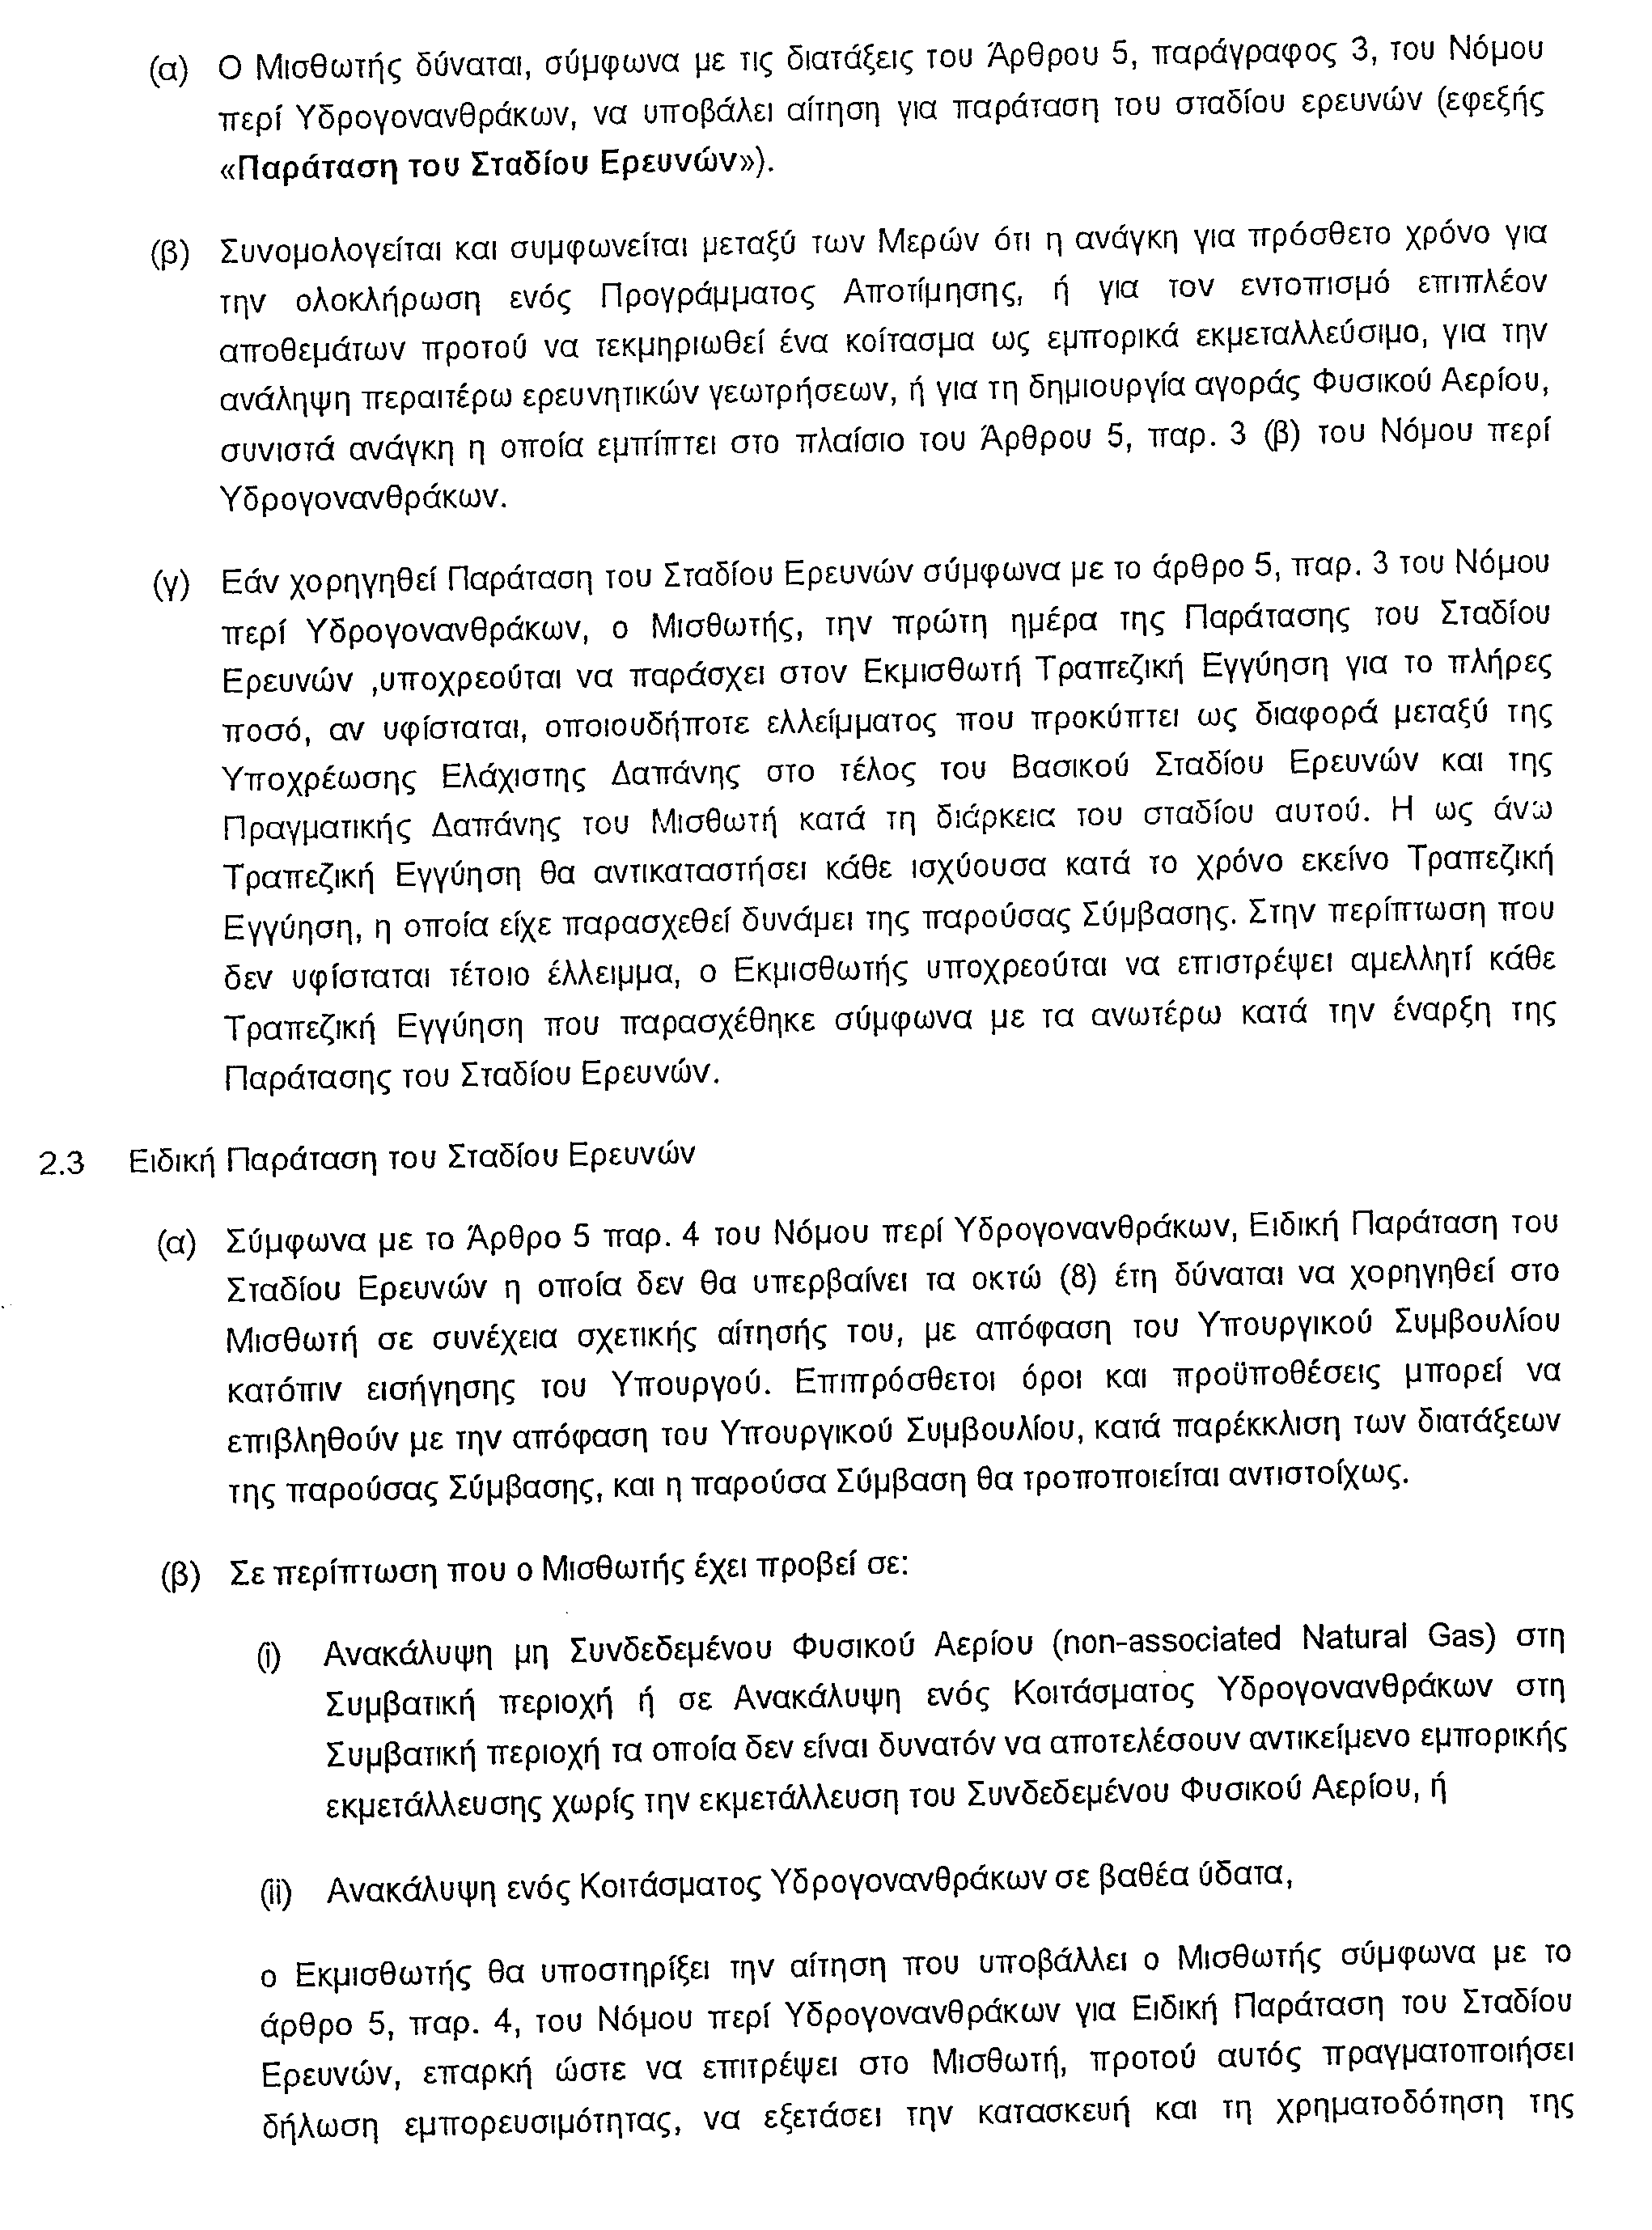 (α) Ο Μισθωτής δύναται, σύμφωνα με τις διατάξεις του Άρθρου 5, παράγραφος 3, του Νόμου
περί Υδρογονανθράκων, να υποβάλει αίτηση για παράταση του σταδίου ερευνών (εφεξής
«Παράταση του Σταδίου Ερευνών»).
(β) Συνομολογείται και συμφωνείται μεταξύ των Μερών ότι η ανάγκη για πρόσθετο χρόνο για
την ολοκλήρωση ενός Προγράμματος Αποτίμησης, ή για τον εντοπισμό επιπλέον
αποθεμάτων προτού να τεκμηριωθεί ένα κοίτασμα ως εμπορικά εκμεταλλεύσιμο, για την
ανάληψη περαιτέρω ερευνητικών γεωτρήσεων, ή για τη δημιουργία αγοράς Φυσικού Αερίου,
συνιστά ανάγκη η οποία εμπίπτει στο πλαίσιο του Άρθρου 5, παρ. 3 (β) του Νόμου περί
Υδρογονανθράκων.
(γ) Εάν χορηγηθεί Παράταση του Σταδίου Ερευνών σύμφωνα με το άρθρο 5, παρ. 3 του Νόμου
περί Υδρογονανθράκων, ο Μισθωτής, την πρώτη ημέρα της Παράτασης του Σταδίου
Ερευνών ,υποχρεούται να παράσχει στον Εκμισθωτή Τραπεζική Εγγύηση για το πλήρες
ποσό, αν υφίσταται, οποιουδήποτε ελλείμματος που προκύπτει ως διαφορά μεταξύ της
Υποχρέωσης Ελάχιστης Δαπάνης στο τέλος του Βασικού Σταδίου Ερευνών και της
Πραγματικής Δαπάνης του Μισθωτή κατά τη διάρκεια του σταδίου αυτού. Η ως άνω
Τραπεζική Εγγύηση θα αντικαταστήσει κάθε ισχύουσα κατά το χρόνο εκείνο Τραπεζική
Εγγύηση, η οποία είχε παρασχεθεί δυνάμει της παρούσας Σύμβασης. Στην περίπτωση που
δεν υφίσταται τέτοιο έλλειμμα, ο Εκμισθωτής υποχρεούται να επιστρέψει αμελλητί κάθε
Τραπεζική Εγγύηση που παρασχέθηκε σύμφωνα με τα ανωτέρω κατά την έναρξη της
Παράτασης του Σταδίου Ερευνών.
2.3 Ειδική Παράταση του Σταδίου Ερευνών
(α) Σύμφωνα με το Άρθρο 5 παρ. 4 του Νόμου περί Υδρογονανθράκων, Ειδική Παράταση του
Σταδίου Ερευνών η οποία δεν θα υπερβαίνει τα οκτώ (8) έτη δύναται να χορηγηθεί στο
Μισθωτή σε συνέχεια σχετικής αίτησής του, με απόφαση του Υπουργικού Συμβουλίου
κατόπιν εισήγησης του Υπουργού. Επιπρόσθετοι όροι και προϋποθέσεις μπορεί να
επιβληθούν με την απόφαση του Υπουργικού Συμβουλίου, κατά παρέκκλιση των διατάξεων
της παρούσας Σύμβασης, και η παρούσα Σύμβαση θα τροποποιείται αντιστοίχως.
(β) Σε περίπτωση που ο Μισθωτής έχει προβεί σε:
(i) Ανακάλυψη μη Συνδεδεμένου Φυσικού Αερίου (non-associated Natural Gas) στη
Συμβατική περιοχή ή σε Ανακάλυψη ενός Κοιτάσματος Υδρογονανθράκων στη
Συμβατική περιοχή τα οποία δεν είναι δυνατόν να αποτελέσουν αντικείμενο εμπορικής
εκμετάλλευσης χωρίς την εκμετάλλευση του Συνδεδεμένου Φυσικού Αερίου, ή
(ii) Ανακάλυψη ενός Κοιτάσματος Υδρογονανθράκων σε βαθέα ύδατα,
ο Εκμισθωτής θα υποστηρίξει την αίτηση που υποβάλλει ο Μισθωτής σύμφωνα με το
άρθρο 5, παρ. 4, του Νόμου περί Υδρογονανθράκων για Ειδική Παράταση του Σταδίου
Ερευνών, επαρκή ώστε να επιτρέψει στο Μισθωτή, προτού αυτός πραγματοποιήσει
δήλωση εμπορευσιμότητας, να εξετάσει την κατασκευή και τη χρηματοδότηση της